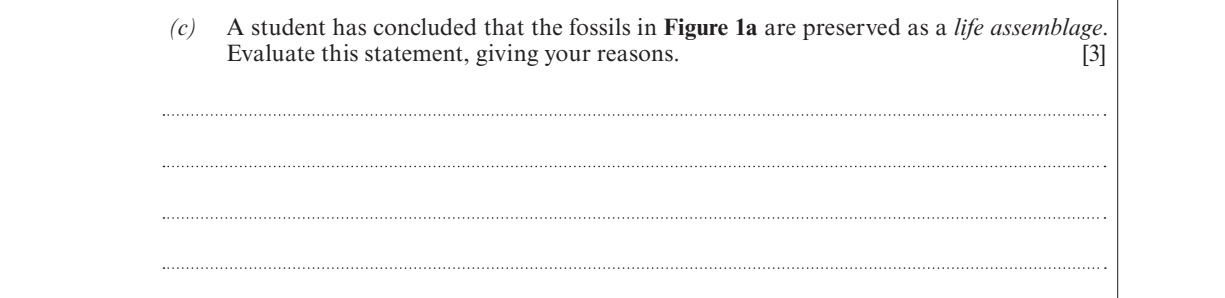 (c) A student has concluded that the fossils in Figure 1a are preserved as a life assemblage.
Evaluate this statement, giving your reasons. [3]